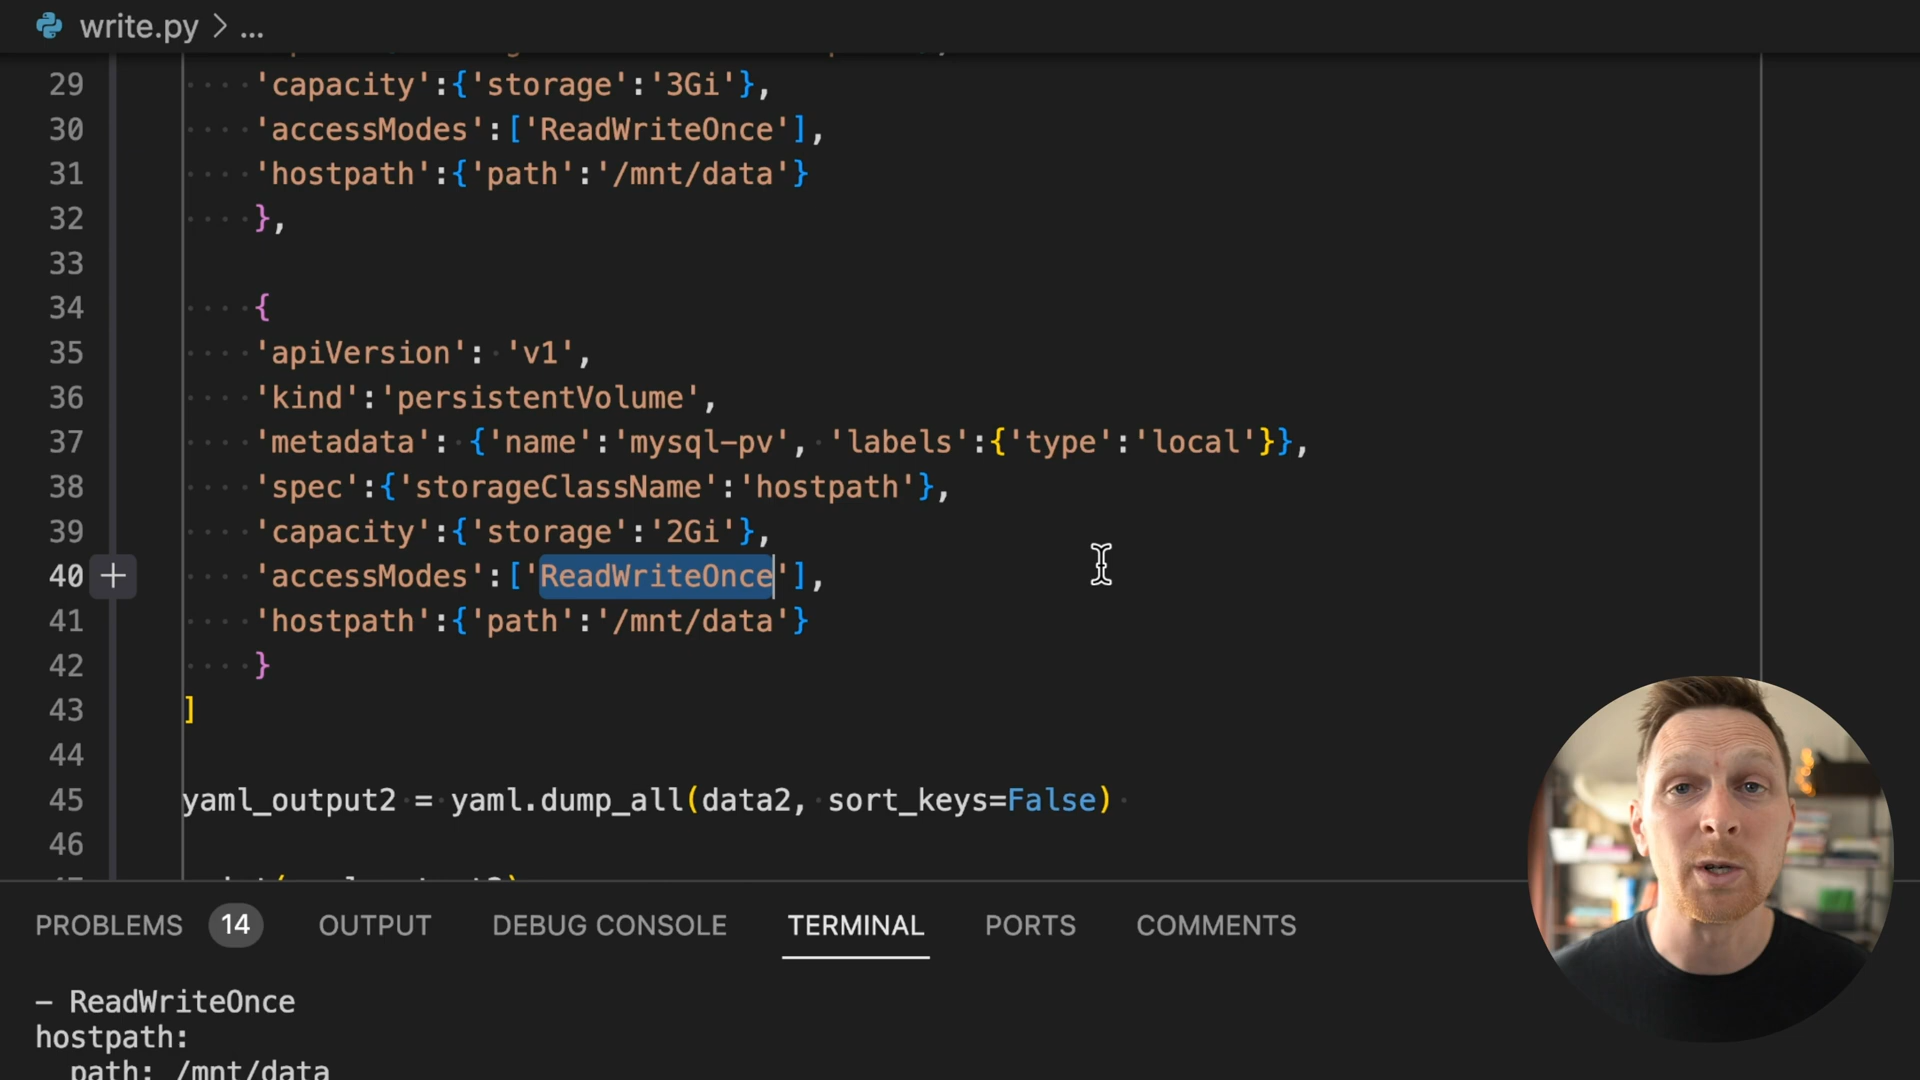 write.py > ...
29 'capacity':{'storage':'3Gi'},
30 'accessModes':['ReadWriteOnce'],
31 'hostpath':{'path':'/mnt/data'}
32 },
33
34 {
35 'apiVersion': 'v1',
36 'kind':'persistentVolume',
37 'metadata': {'name':'mysql-pv', 'labels':{'type':'local'}},
38 'spec':{'storageClassName':'hostpath'},
39 'capacity':{'storage':'2Gi'},
40 'accessModes':['ReadWriteOnce'],
41 'hostpath':{'path':'/mnt/data'}
42 }
43 ]
44
45 yaml_output2 = yaml.dump_all(data2, sort_keys=False)
46
PROBLEMS 14 OUTPUT DEBUG CONSOLE TERMINAL PORTS COMMENTS
- ReadWriteOnce
hostpath:
path: /mnt/data